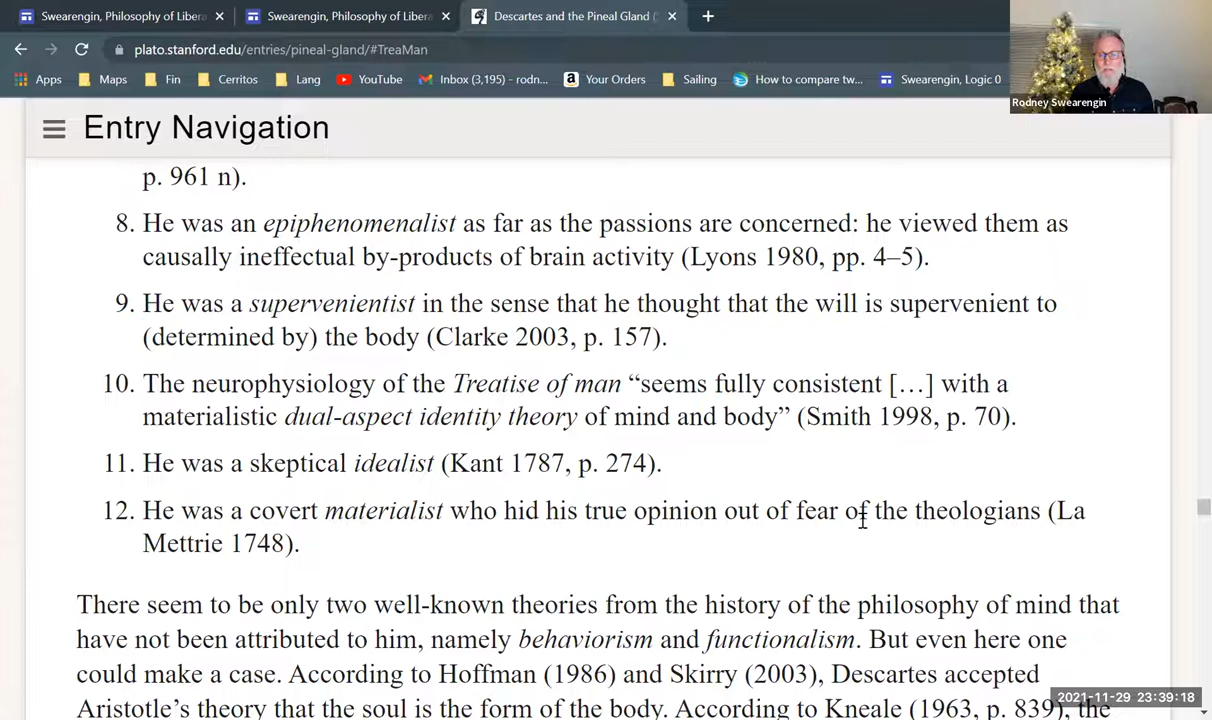 Swearengin, Philosophy of Libera
Swearengin, Philosophy of Libera
Descartes and the Pineal Gland (
plato.stanford.edu/entries/pineal-gland/#TreaMan
Apps Maps Fin Cerritos Lang YouTube Inbox (3,195) - rodn... Your Orders Sailing How to compare tw... Swearengin, Logic 0
Rodney Swearengin
Entry Navigation
p. 961 n).
8. He was an epiphenomenalist as far as the passions are concerned: he viewed them as
causally ineffectual by-products of brain activity (Lyons 1980, pp. 4–5).
9. He was a supervenientist in the sense that he thought that the will is supervenient to
(determined by) the body (Clarke 2003, p. 157).
10. The neurophysiology of the Treatise of man “seems fully consistent […] with a
materialistic dual-aspect identity theory of mind and body” (Smith 1998, p. 70).
11. He was a skeptical idealist (Kant 1787, p. 274).
12. He was a covert materialist who hid his true opinion out of fear of the theologians (La
Mettrie 1748).
There seem to be only two well-known theories from the history of the philosophy of mind that
have not been attributed to him, namely behaviorism and functionalism. But even here one
could make a case. According to Hoffman (1986) and Skirry (2003), Descartes accepted
Aristotle’s theory that the soul is the form of the body. According to Kneale (1963, p. 839), the
2021-11-29 23:39:18